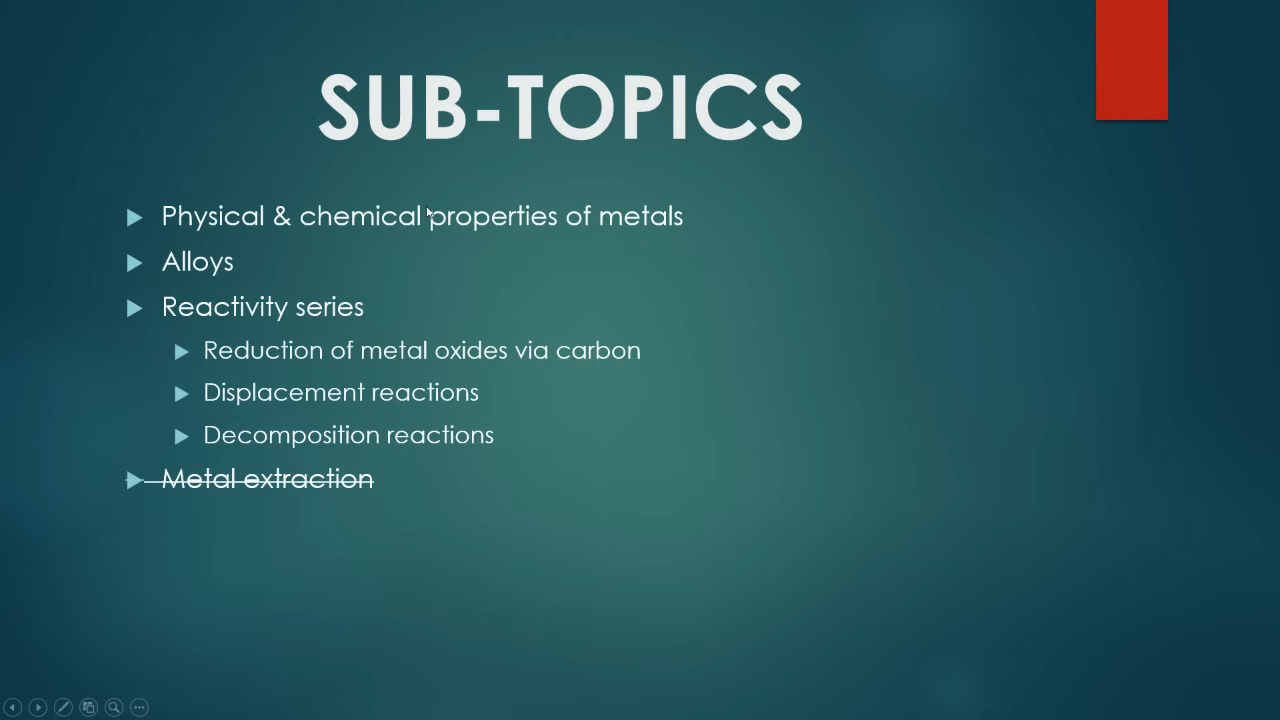 SUB-TOPICS
Physical & chemical properties of metals
Alloys
Reactivity series
Reduction of metal oxides via carbon
Displacement reactions
Decomposition reactions
Metal extraction